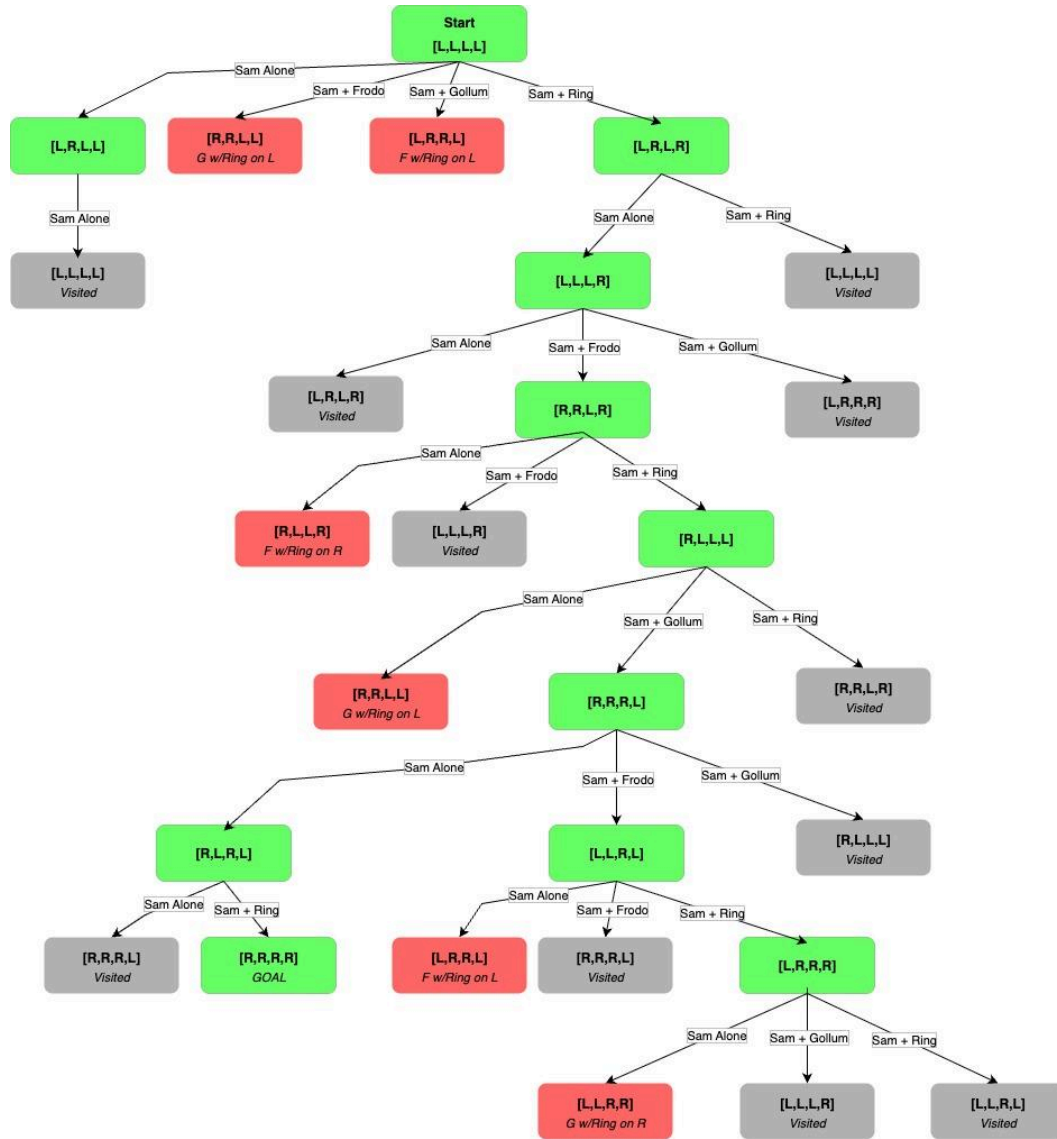 Start
[L,L,L,L]
Sam Alone
Sam + Frodo
Sam + Gollum
Sam + Ring
[L,R,L,L]
[R,R,L,L]
G w/Ring on L
[L,R,R,L]
F w/Ring on L
[L,R,L,R]
Sam Alone
Sam Alone
Sam + Ring
[L,L,L,L]
Visited
[L,L,L,R]
[L,L,L,L]
Visited
Sam Alone
Sam + Frodo
Sam + Gollum
[L,R,L,R]
Visited
[R,R,L,R]
[L,R,R,R]
Visited
Sam Alone
Sam + Frodo
Sam + Ring
[R,L,L,R]
F w/Ring on R
[L,L,L,R]
Visited
[R,L,L,L]
Sam Alone
Sam + Gollum
Sam + Ring
[R,R,L,L]
G w/Ring on L
[R,R,R,L]
[R,R,L,R]
Visited
Sam Alone
Sam + Frodo
Sam + Gollum
[R,L,R,L]
[L,L,R,L]
[R,L,L,L]
Visited
Sam Alone
Sam + Ring
Sam Alone
Sam + Frodo
Sam + Ring
[R,R,R,L]
Visited
[R,R,R,R]
GOAL
[L,R,R,L]
F w/Ring on L
[R,R,R,L]
Visited
[L,R,R,R]
Sam Alone
Sam + Gollum
Sam + Ring
[L,L,R,R]
G w/Ring on R
[L,L,L,R]
Visited
[L,L,R,L]
Visited